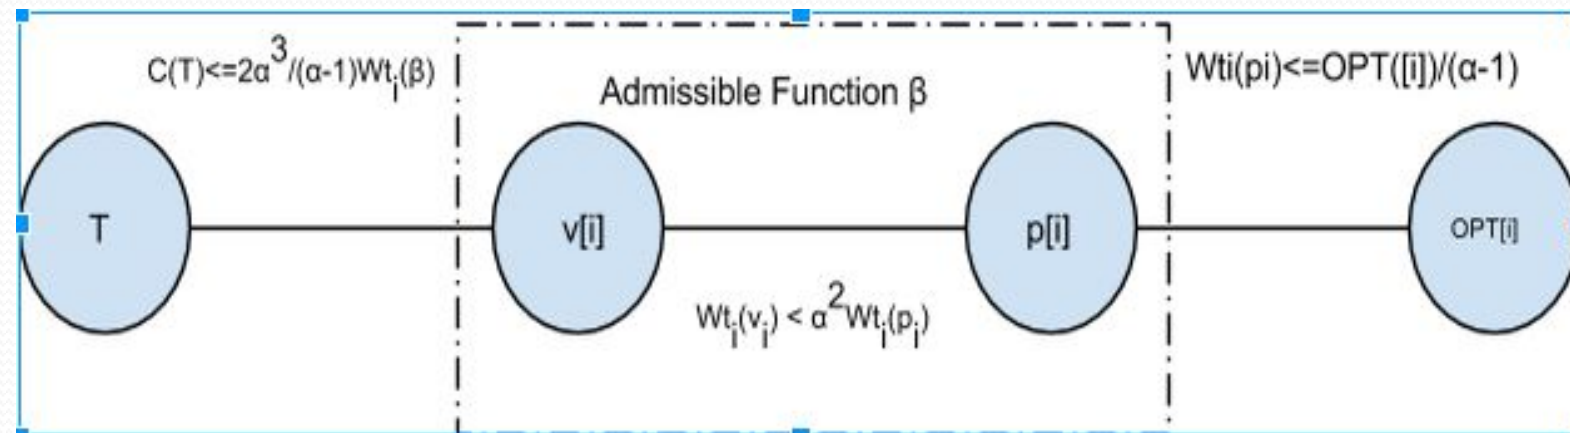 C(T)<=2α³/(α-1)Wtᵢ(β)
Admissible Function β
Wti(pi)<=OPT([i])/(α-1)
T
v[i]
p[i]
OPT[i]
Wtᵢ(vᵢ) < α²Wtᵢ(pᵢ)